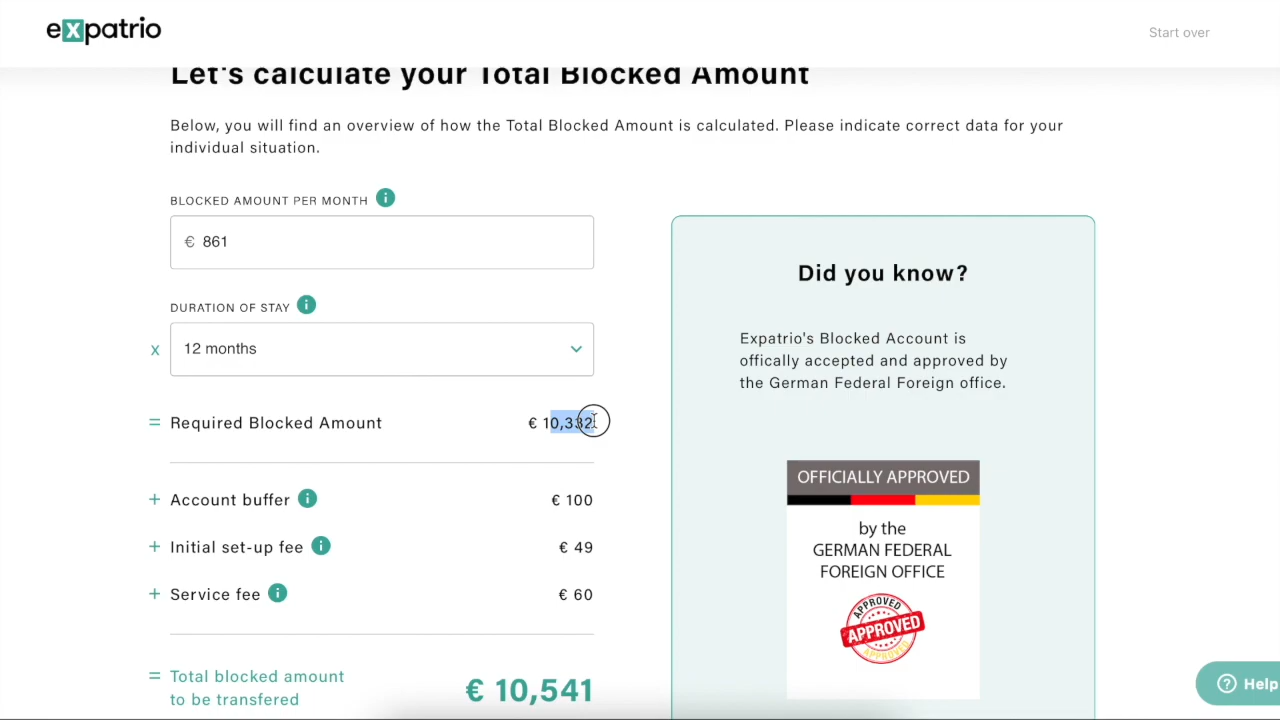 expatrio
Start over
Let's calculate your Total Blocked Amount
Below, you will find an overview of how the Total Blocked Amount is calculated. Please indicate correct data for your
individual situation.
BLOCKED AMOUNT PER MONTH i
€ 861
DURATION OF STAY i
x 12 months
= Required Blocked Amount € 10,332
+ Account buffer i € 100
+ Initial set-up fee i € 49
+ Service fee i € 60
= Total blocked amount
to be transfered € 10,541
Did you know?
Expatrio's Blocked Account is
offically accepted and approved by
the German Federal Foreign office.
OFFICIALLY APPROVED
by the
GERMAN FEDERAL
FOREIGN OFFICE
APPROVED
APPROVED
APPROVED
? Help